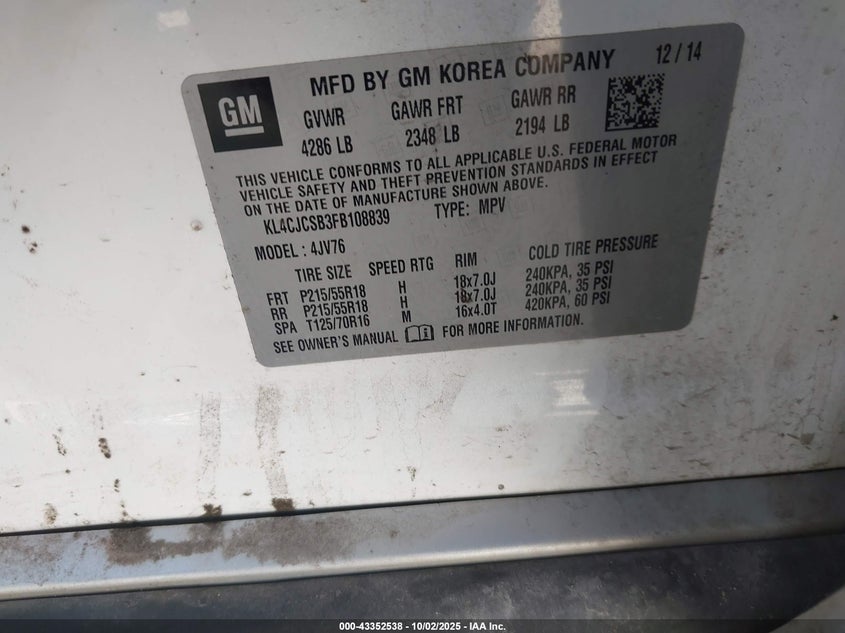 MFD BY GM KOREA COMPANY 12/14
GM
GVWR GAWR FRT GAWR RR
4286 LB 2348 LB 2194 LB
THIS VEHICLE CONFORMS TO ALL APPLICABLE U.S. FEDERAL MOTOR
VEHICLE SAFETY AND THEFT PREVENTION STANDARDS IN EFFECT
ON THE DATE OF MANUFACTURE SHOWN ABOVE.
KL4CJCSB3FB108839 TYPE: MPV
MODEL: 4JV76
TIRE SIZE SPEED RTG RIM COLD TIRE PRESSURE
FRT P215/55R18 H 18x7.0J 240KPA, 35 PSI
RR P215/55R18 H 18x7.0J 240KPA, 35 PSI
SPA T125/70R16 M 16x4.0T 420KPA, 60 PSI
SEE OWNER'S MANUAL FOR MORE INFORMATION.
000-43352538 - 10/02/2025 - IAA Inc.